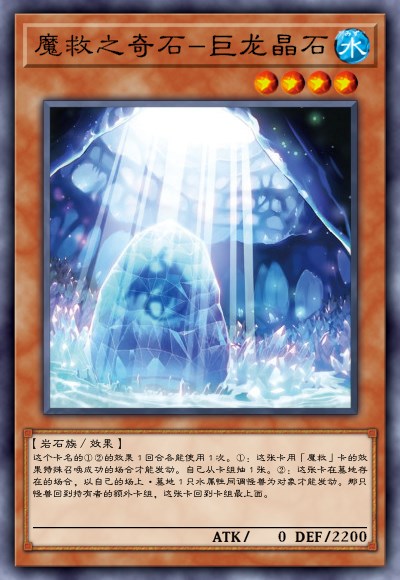 魔救之奇石-巨龙晶石
水
【岩石族/效果】
这个卡名的①②的效果1回合各能使用1次。①:这张卡用「魔救」卡的效
果特殊召唤成功的场合才能发动。自己从卡组抽1张。②:这张卡在墓地存
在的场合,以自己的场上·墓地1只水属性同调怪兽为对象才能发动。那只
怪兽回到持有者的额外卡组,这张卡回到卡组最上面。
ATK/ 0 DEF/2200